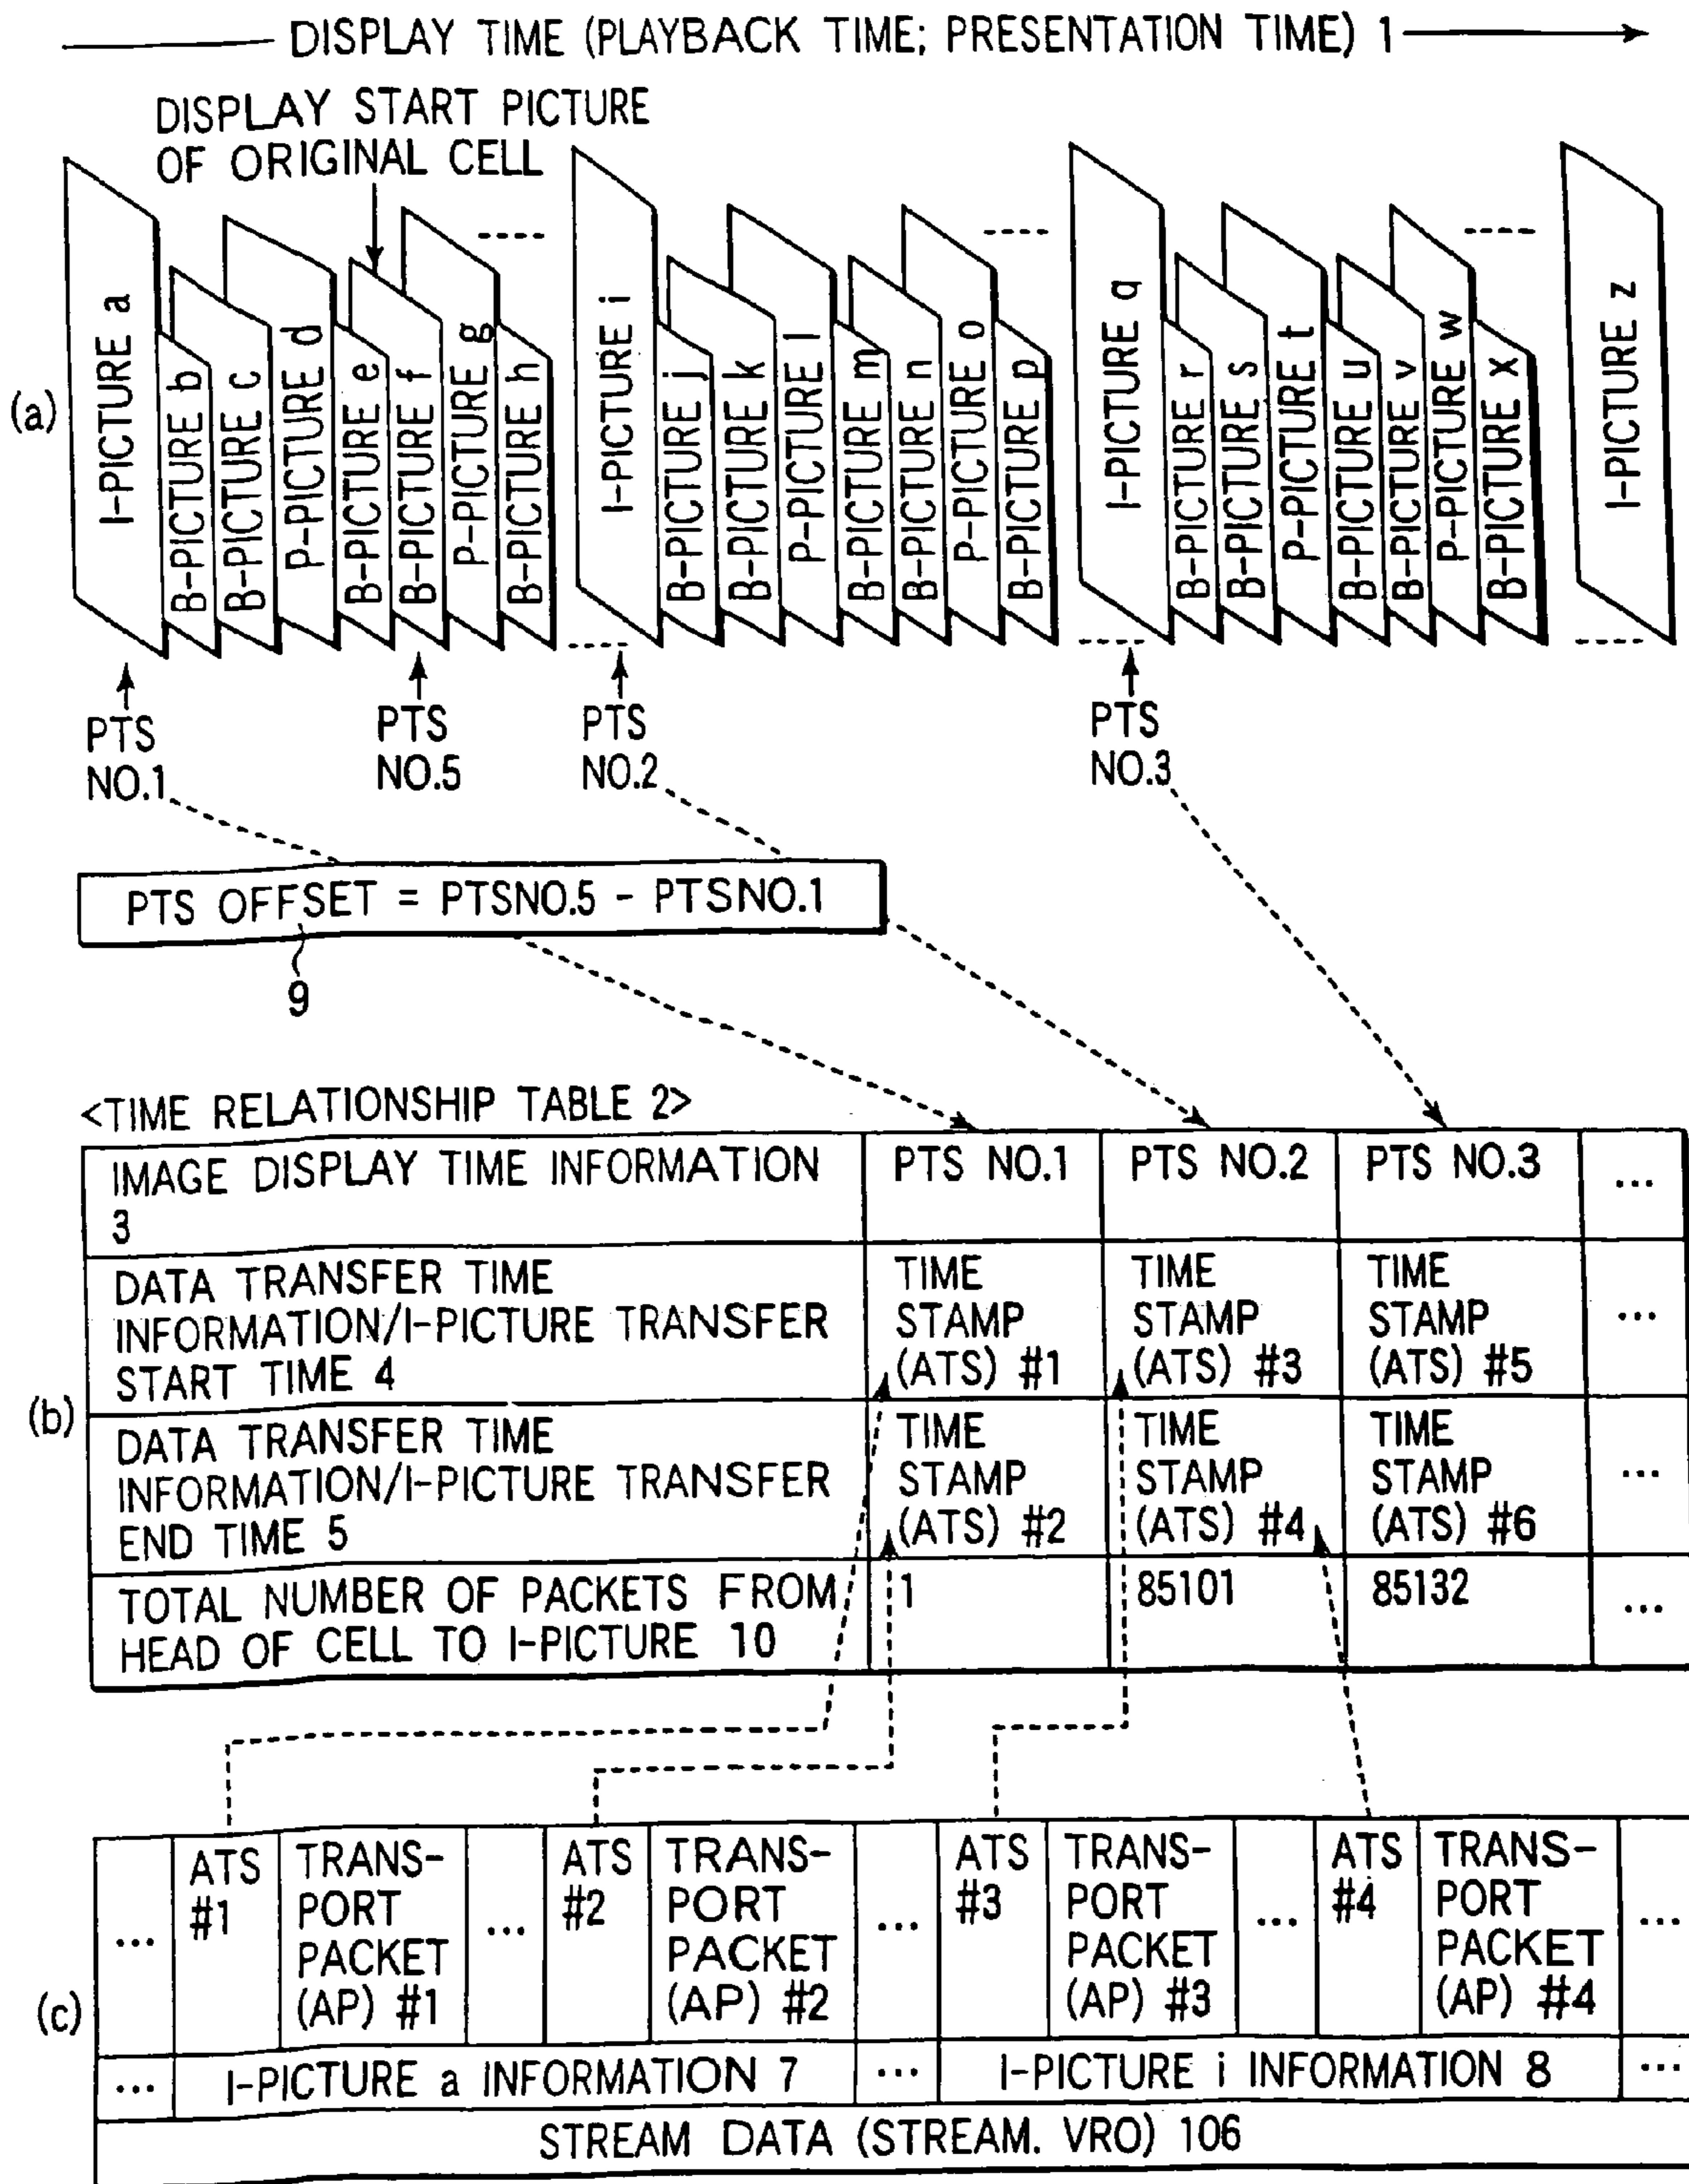 DISPLAY TIME (PLAYBACK TIME; PRESENTATION TIME) 1
DISPLAY START PICTURE
OF ORIGINAL CELL
(a)
I-PICTURE a
B-PICTURE b
B-PICTURE c
P-PICTURE d
B-PICTURE e
B-PICTURE f
P-PICTURE g
B-PICTURE h
I-PICTURE i
B-PICTURE j
B-PICTURE k
P-PICTURE l
B-PICTURE m
B-PICTURE n
P-PICTURE o
B-PICTURE p
I-PICTURE q
B-PICTURE r
B-PICTURE s
P-PICTURE t
B-PICTURE u
B-PICTURE v
P-PICTURE w
B-PICTURE x
I-PICTURE z
PTS
NO.1
PTS
NO.5
PTS
NO.2
PTS
NO.3
PTS OFFSET = PTSNO.5 - PTSNO.1
9
<TIME RELATIONSHIP TABLE 2>
(b)
IMAGE DISPLAY TIME INFORMATION
3
PTS NO.1
PTS NO.2
PTS NO.3
...
DATA TRANSFER TIME
INFORMATION/I-PICTURE TRANSFER
START TIME 4
TIME
STAMP
(ATS) #1
TIME
STAMP
(ATS) #3
TIME
STAMP
(ATS) #5
...
DATA TRANSFER TIME
INFORMATION/I-PICTURE TRANSFER
END TIME 5
TIME
STAMP
(ATS) #2
TIME
STAMP
(ATS) #4
TIME
STAMP
(ATS) #6
...
TOTAL NUMBER OF PACKETS FROM
HEAD OF CELL TO I-PICTURE 10
1
85101
85132
...
(c)
...
ATS
#1
TRANS-
PORT
PACKET
(AP) #1
...
ATS
#2
TRANS-
PORT
PACKET
(AP) #2
...
ATS
#3
TRANS-
PORT
PACKET
(AP) #3
...
ATS
#4
TRANS-
PORT
PACKET
(AP) #4
...
...
I-PICTURE a INFORMATION 7
...
I-PICTURE i INFORMATION 8
...
STREAM DATA (STREAM. VRO) 106